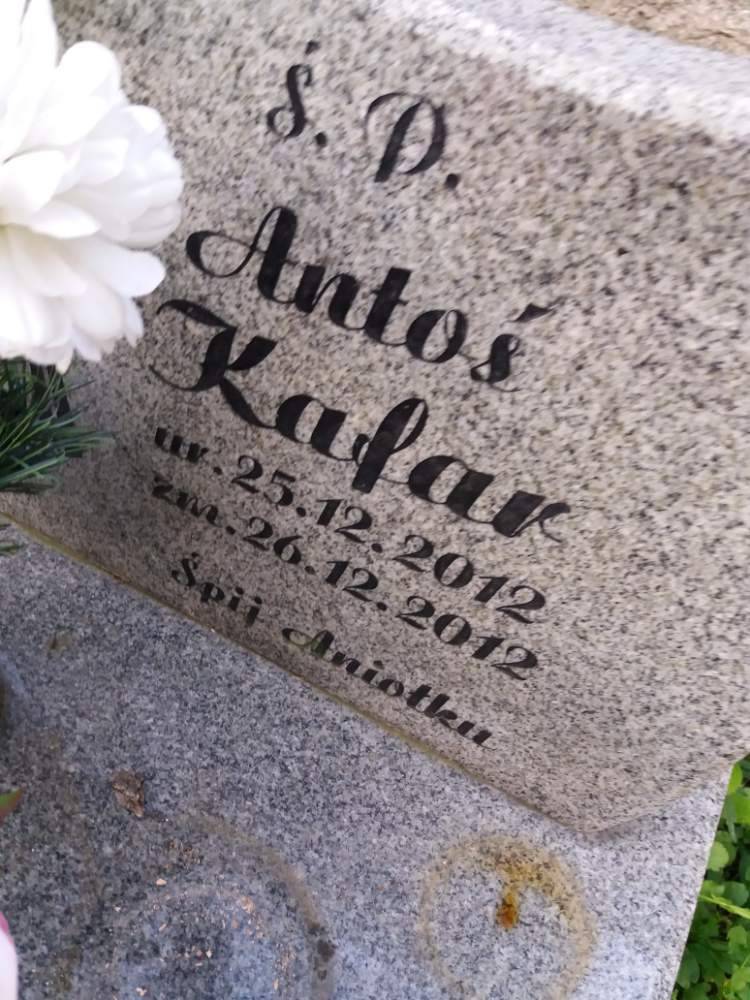 Ś. P.
Antoś
Kafar
ur. 25.12.2012
zm. 26.12.2012
Śpij Aniołku